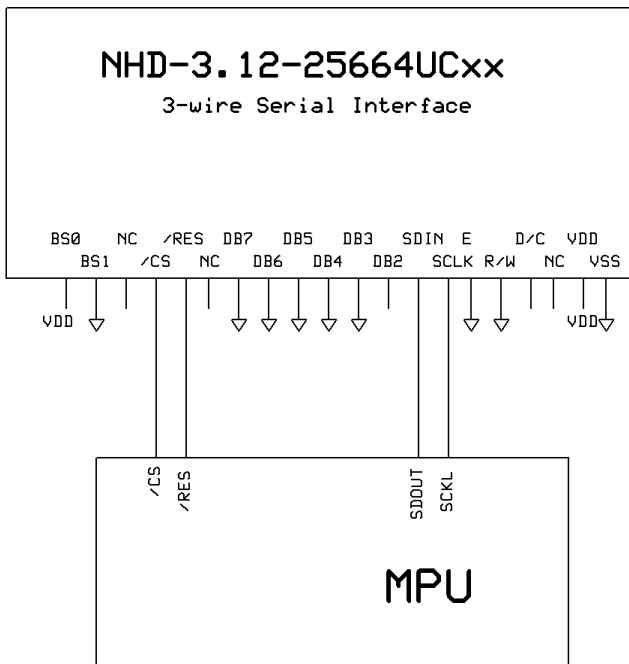 NHD-3.12-25664UCxx
3-wire Serial Interface
BS0 NC /RES DB7 DB5 DB3 SDIN E D/C VDD
BS1 /CS NC DB6 DB4 DB2 SCLK R/W NC VSS
VDD VDD
/CS /RES SDOUT SCKL
MPU